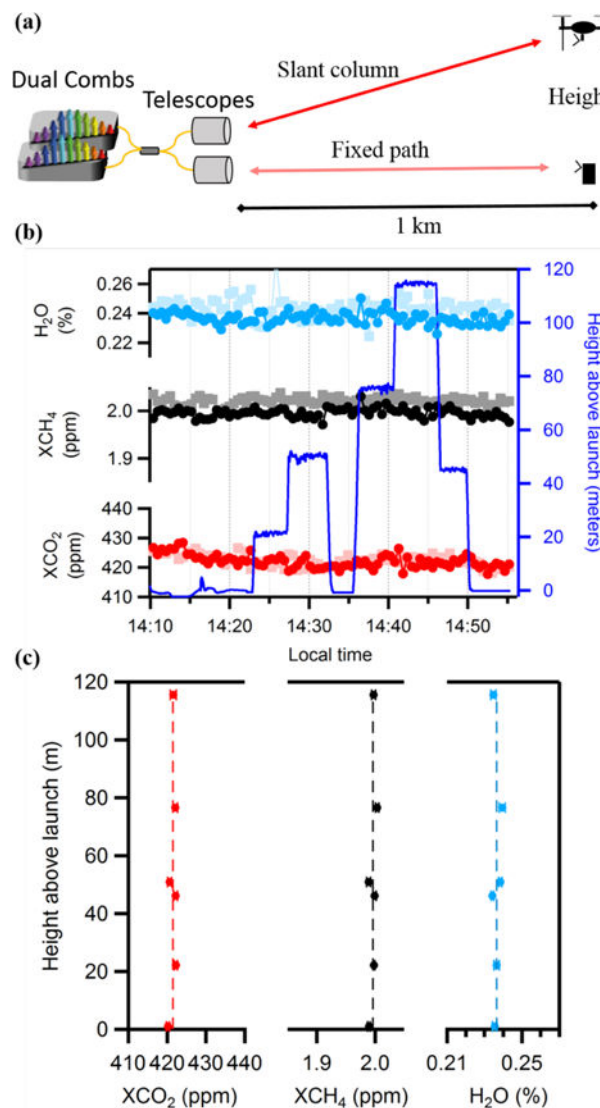 (a)
Dual Combs
Telescopes
Slant column
Height
Fixed path
1 km
(b)
H₂O
(%)
0.26
0.24
0.22
XCH₄
(ppm)
2.0
1.9
XCO₂
(ppm)
440
430
420
410
120
100
80
60
40
20
0
Height above launch (meters)
14:10 14:20 14:30 14:40 14:50
Local time
(c)
Height above launch (m)
120
100
80
60
40
20
0
410 420 430 440
XCO₂ (ppm)
1.9 2.0
XCH₄ (ppm)
0.21 0.25
H₂O (%)